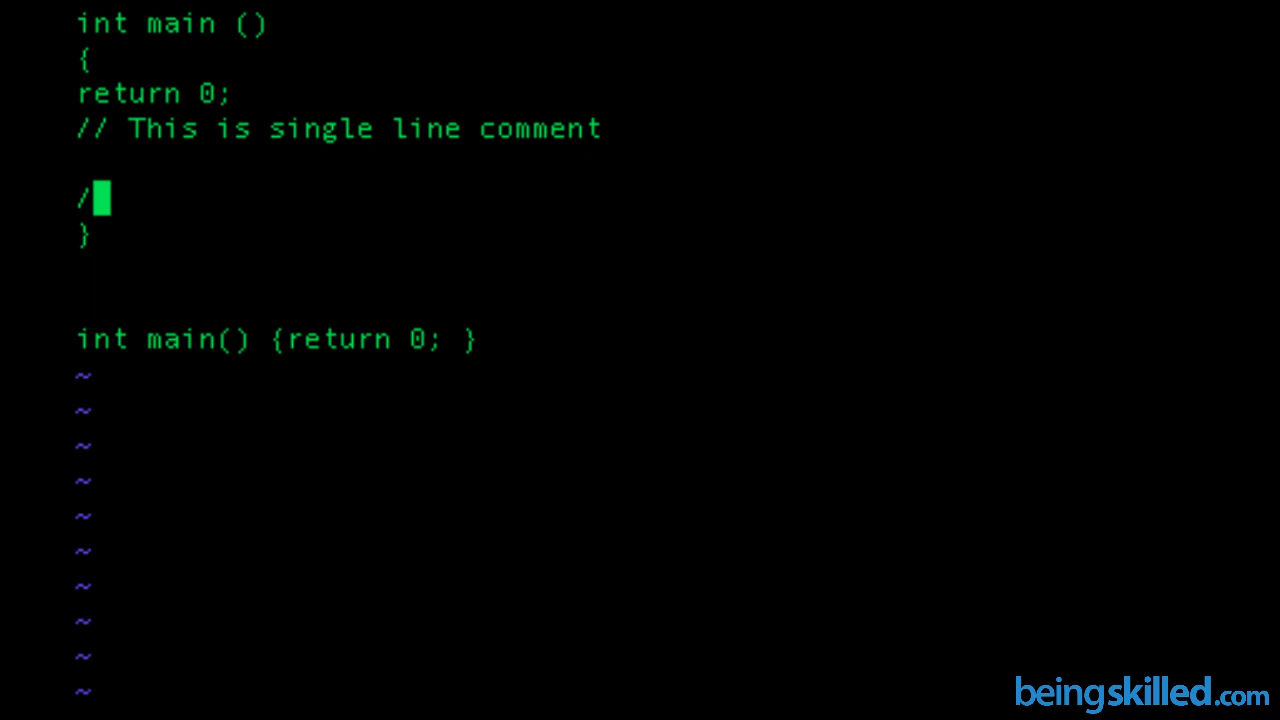 int main ()
{
return 0;
// This is single line comment
/
}
int main() {return 0; }
~
~
~
~
~
~
~
~
~
~
beingskilled.com